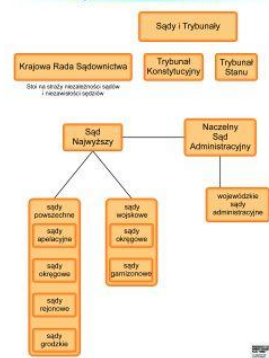 Sądy i Trybunały
Krajowa Rada Sądownictwa
Trybunał
Konstytucyjny
Trybunał
Stanu
Stoi na straży niezależności sądów
i niezawisłości sędziów
Sąd
Najwyższy
Naczelny
Sąd
Administracyjny
sądy
powszechne
sądy
apelacyjne
sądy
okręgowe
sądy
rejonowe
sądy
grodzkie
sądy
wojskowe
sądy
okręgowe
sądy
garnizonowe
wojewódzkie
sądy
administracyjne